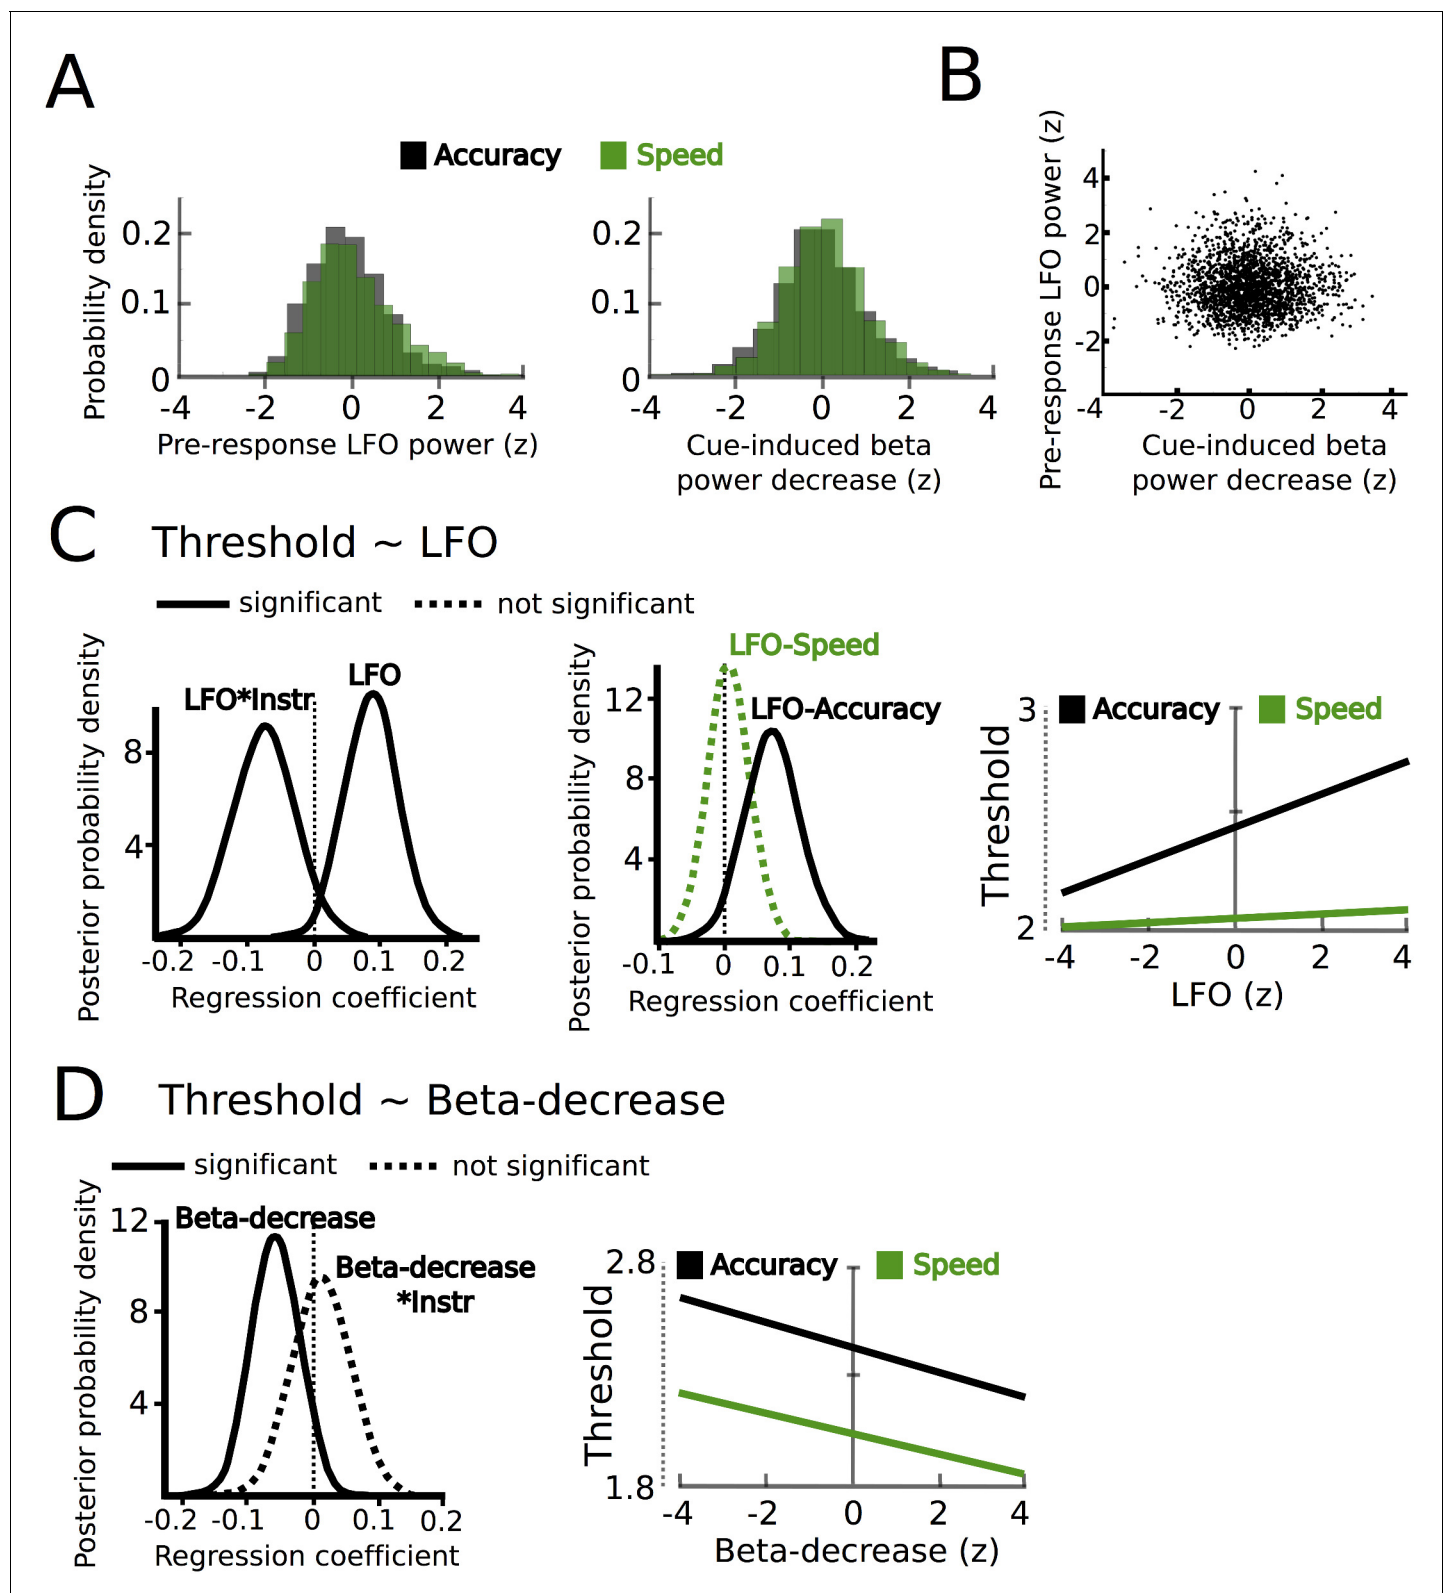 A
B
Accuracy Speed
Probability density
0.2
0.1
0
-4 -2 0 2 4
Pre-response LFO power (z)
0.2
0.1
0
-4 -2 0 2 4
Cue-induced beta
power decrease (z)
Pre-response LFO power (z)
4
2
0
-2
-4 -2 0 2 4
Cue-induced beta
power decrease (z)
C
Threshold ~ LFO
significant not significant
Posterior probability density
LFO*Instr
LFO
8
4
-0.2 -0.1 0 0.1 0.2
Regression coefficient
Posterior probability density
LFO-Speed
LFO-Accuracy
12
8
4
-0.1 0 0.1 0.2
Regression coefficient
Accuracy Speed
Threshold
3
2
-4 -2 0 2 4
LFO (z)
D
Threshold ~ Beta-decrease
significant not significant
Posterior probability density
Beta-decrease
Beta-decrease
*Instr
12
8
4
-0.2 -0.1 0 0.1 0.2
Regression coefficient
Accuracy Speed
Threshold
2.8
1.8
-4 -2 0 2 4
Beta-decrease (z)